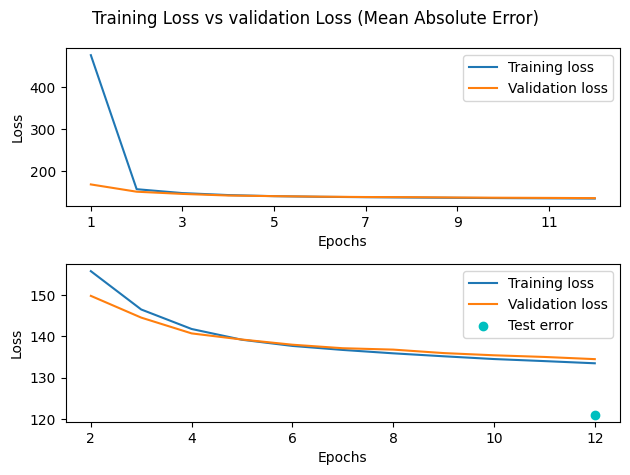 Training Loss vs validation Loss (Mean Absolute Error)
400
300
200
Loss
Training loss
Validation loss
1 3 5 7 9 11
Epochs
150
140
130
120
Loss
Training loss
Validation loss
Test error
2 4 6 8 10 12
Epochs